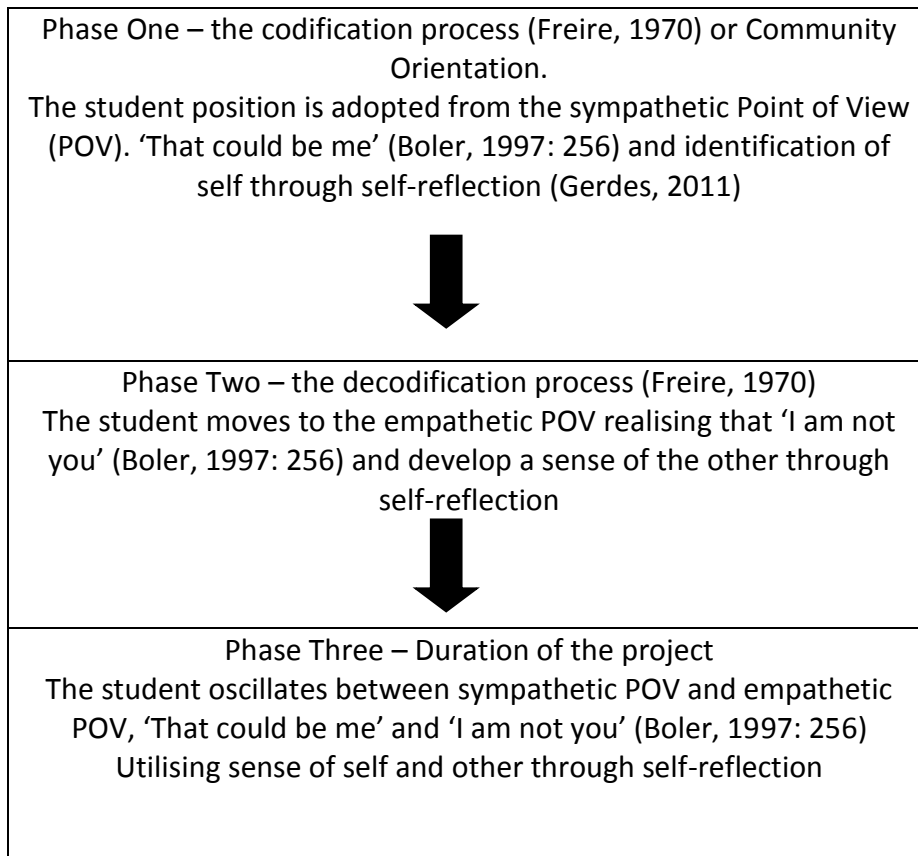 Phase One – the codification process (Freire, 1970) or Community
Orientation.
The student position is adopted from the sympathetic Point of View
(POV). ‘That could be me’ (Boler, 1997: 256) and identification of
self through self-reflection (Gerdes, 2011)
Phase Two – the decodification process (Freire, 1970)
The student moves to the empathetic POV realising that ‘I am not
you’ (Boler, 1997: 256) and develop a sense of the other through
self-reflection
Phase Three – Duration of the project
The student oscillates between sympathetic POV and empathetic
POV, ‘That could be me’ and ‘I am not you’ (Boler, 1997: 256)
Utilising sense of self and other through self-reflection